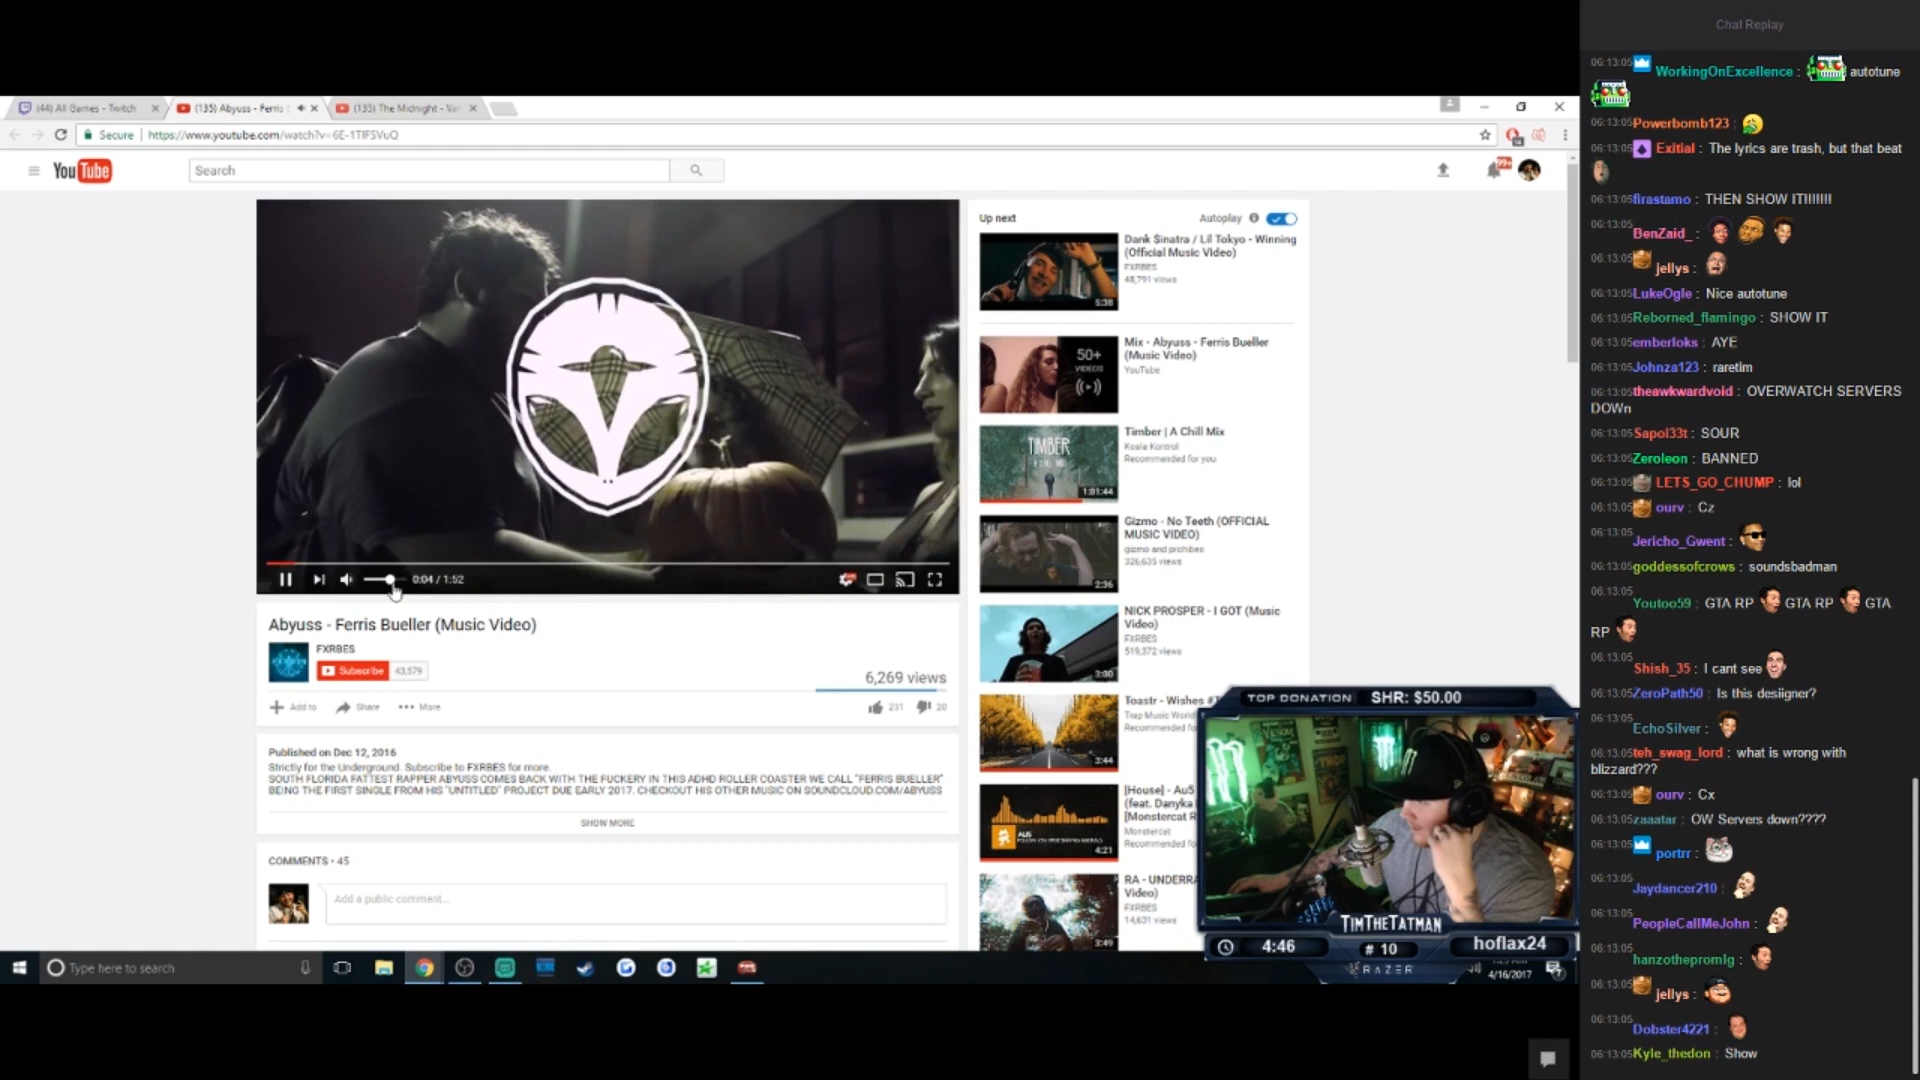 Chat Replay
(44) All Games - Twitch
(135) Abyuss - Ferris
(135) The Midnight - Va
Secure
https://www.youtube.com/watch?v=6E-1TIFSVuQ
YouTube
Search
99+
Up next
Autoplay
Dank Sinatra / Lil Tokyo - Winning
(Official Music Video)
FXRBES
48,791 views
5:38
Mix - Abyuss - Ferris Bueller
(Music Video)
YouTube
50+
VIDEOS
Timber | A Chill Mix
Koala Kontrol
Recommended for you
TIMBER
1:01:44
Gizmo - No Teeth (OFFICIAL
MUSIC VIDEO)
gizmo and prohibeo
326,635 views
2:36
NICK PROSPER - I GOT (Music
Video)
FXRBES
519,372 views
3:00
Toastr - Wishes
Trap Music World
Recommended for
3:44
[House] - Au5
(feat. Danyka
[Monstercat R
Monstercat
Recommended for
AU5
4:21
RA - UNDERRA
Video)
FXRBES
14,631 views
3:49
0:04 / 1:52
Abyuss - Ferris Bueller (Music Video)
FXRBES
Subscribe
43,579
6,269 views
Add to
Share
More
231
20
Published on Dec 12, 2016
Strictly for the Underground. Subscribe to FXRBES for more.
SOUTH FLORIDA FATTEST RAPPER ABYUSS COMES BACK WITH THE FUCKERY IN THIS ADHD ROLLER COASTER WE CALL "FERRIS BUELLER"
BEING THE FIRST SINGLE FROM HIS "UNTITLED" PROJECT DUE EARLY 2017. CHECKOUT HIS OTHER MUSIC ON SOUNDCLOUD.COM/ABYUSS
SHOW MORE
COMMENTS • 45
Add a public comment...
TOP DONATION SHR: $50.00
TIMTHETATMAN
4:46
# 10
hoflax24
RAZER
Type here to search
4/16/2017
06:13:05 WorkingOnExcellence : autotune
06:13:05 Powerbomb123 :
06:13:05 Exitial : The lyrics are trash, but that beat
06:13:05 firastamo : THEN SHOW IT!!!!!!!
06:13:05 BenZaid_ :
06:13:05 jellys :
06:13:05 LukeOgle : Nice autotune
06:13:05 Reborned_flamingo : SHOW IT
06:13:05 emberloks : AYE
06:13:05 Johnza123 : raretim
06:13:05 theawkwardvoid : OVERWATCH SERVERS
DOWn
06:13:05 Sapol33t : SOUR
06:13:05 Zeroleon : BANNED
06:13:05 LETS_GO_CHUMP : lol
06:13:05 ourv : Cz
06:13:05 Jericho_Gwent :
06:13:05 goddessofcrows : soundsbadman
06:13:05 Youtoo59 : GTA RP GTA RP GTA
RP
06:13:05 Shish_35 : I cant see
06:13:05 ZeroPath50 : Is this desiigner?
06:13:05 EchoSilver :
06:13:05 teh_swag_lord : what is wrong with
blizzard???
06:13:05 ourv : Cx
06:13:05 zaaatar : OW Servers down????
06:13:05 portrr :
06:13:05 Jaydancer210 :
06:13:05 PeopleCallMeJohn :
06:13:05 hanzothepromlg :
06:13:05 jellys :
06:13:05 Dobster4221 :
06:13:05 Kyle_thedon : Show